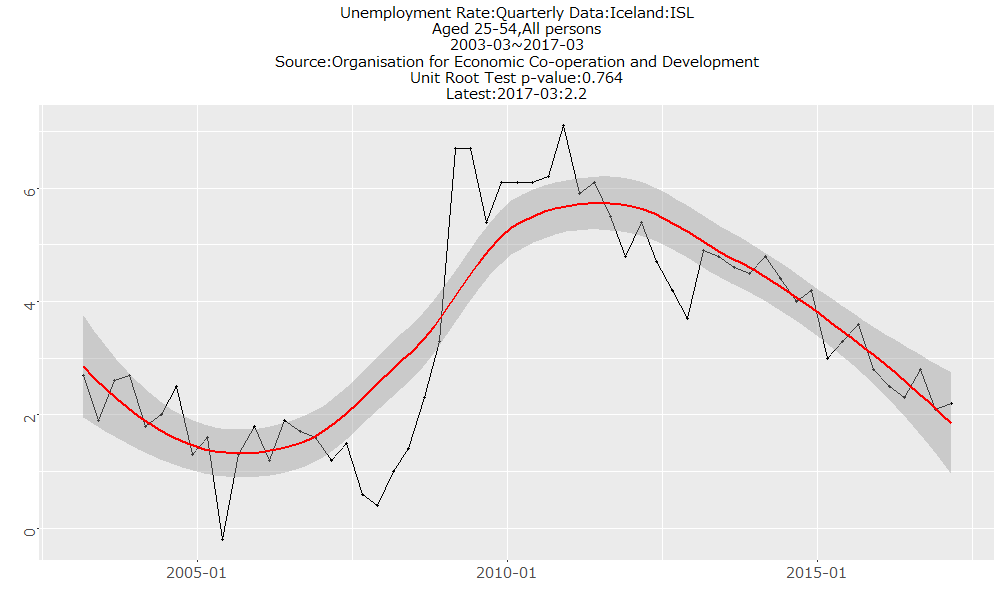 Unemployment Rate:Quarterly Data:Iceland:ISL
Aged 25-54,All persons
2003-03~2017-03
Source:Organisation for Economic Co-operation and Development
Unit Root Test p-value:0.764
Latest:2017-03:2.2
6
4
2
0
2005-01
2010-01
2015-01